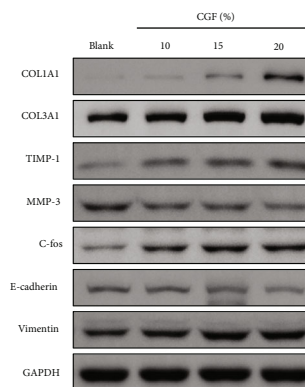 CGF (%)
Blank 10 15 20
COL1A1
COL3A1
TIMP-1
MMP-3
C-fos
E-cadherin
Vimentin
GAPDH